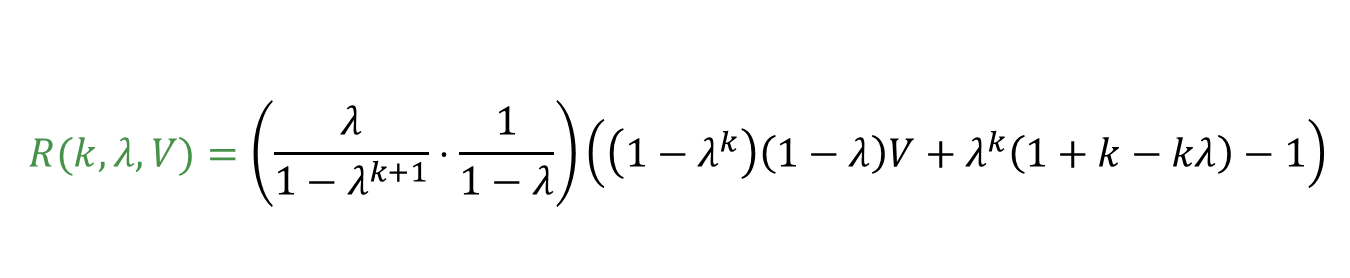 R(k, λ, V) = (λ / (1 − λ^{k+1}) · 1 / (1 − λ)) ((1 − λ^k)(1 − λ)V + λ^k(1 + k − kλ) − 1)